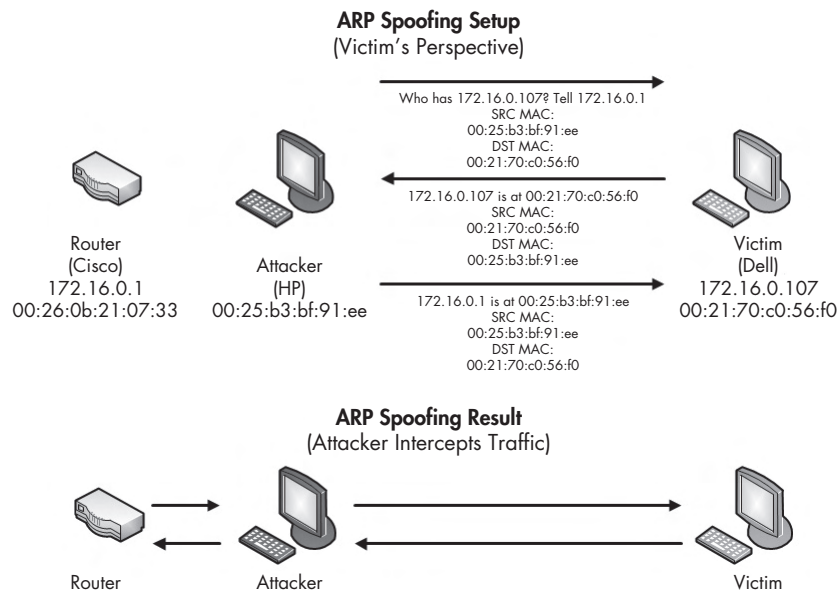 ARP Spoofing Setup
(Victim's Perspective)
Who has 172.16.0.107? Tell 172.16.0.1
SRC MAC:
00:25:b3:bf:91:ee
DST MAC:
00:21:70:c0:56:f0
172.16.0.107 is at 00:21:70:c0:56:f0
SRC MAC:
00:21:70:c0:56:f0
DST MAC:
00:25:b3:bf:91:ee
172.16.0.1 is at 00:25:b3:bf:91:ee
SRC MAC:
00:25:b3:bf:91:ee
DST MAC:
00:21:70:c0:56:f0
Router
(Cisco)
172.16.0.1
00:26:0b:21:07:33
Attacker
(HP)
00:25:b3:bf:91:ee
Victim
(Dell)
172.16.0.107
00:21:70:c0:56:f0
ARP Spoofing Result
(Attacker Intercepts Traffic)
Router
Attacker
Victim